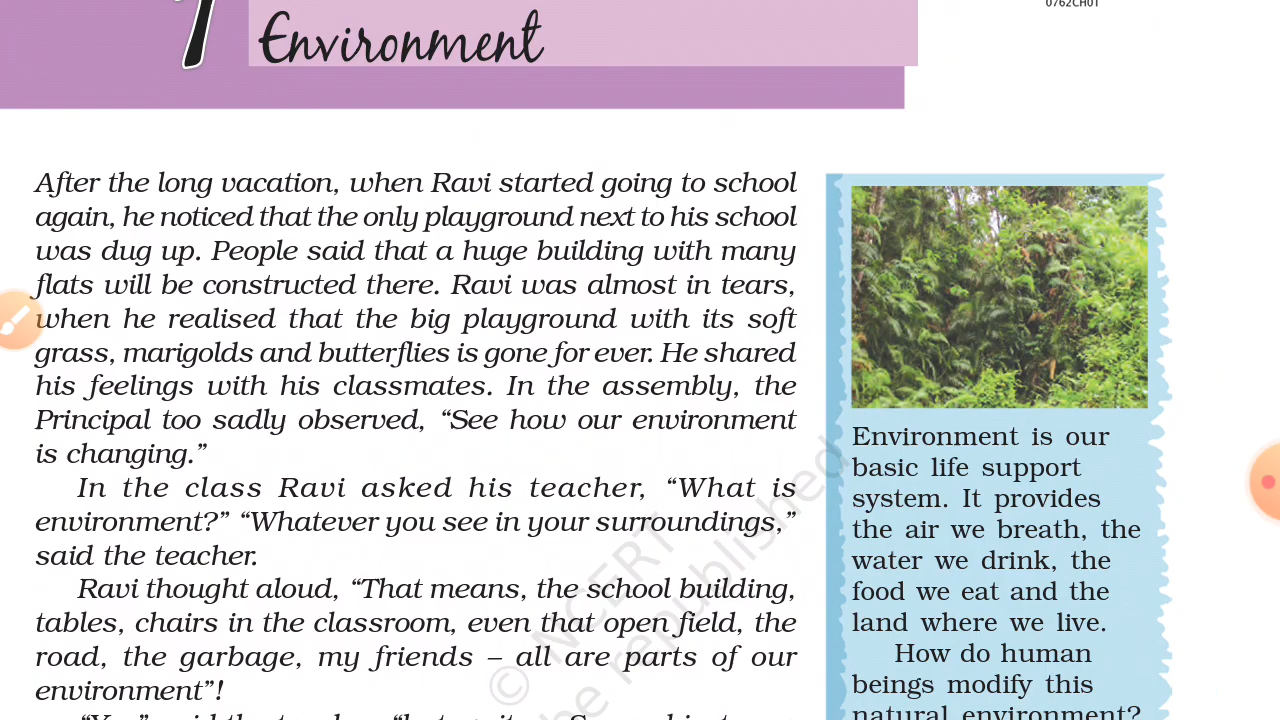 0762CH01
1
Environment
After the long vacation, when Ravi started going to school
again, he noticed that the only playground next to his school
was dug up. People said that a huge building with many
flats will be constructed there. Ravi was almost in tears,
when he realised that the big playground with its soft
grass, marigolds and butterflies is gone for ever. He shared
his feelings with his classmates. In the assembly, the
Principal too sadly observed, “See how our environment
is changing.”
In the class Ravi asked his teacher, “What is
environment?” “Whatever you see in your surroundings,”
said the teacher.
Ravi thought aloud, “That means, the school building,
tables, chairs in the classroom, even that open field, the
road, the garbage, my friends – all are parts of our
environment”!
Environment is our
basic life support
system. It provides
the air we breath, the
water we drink, the
food we eat and the
land where we live.
How do human
beings modify this
natural environment?
© NCERT
be republished